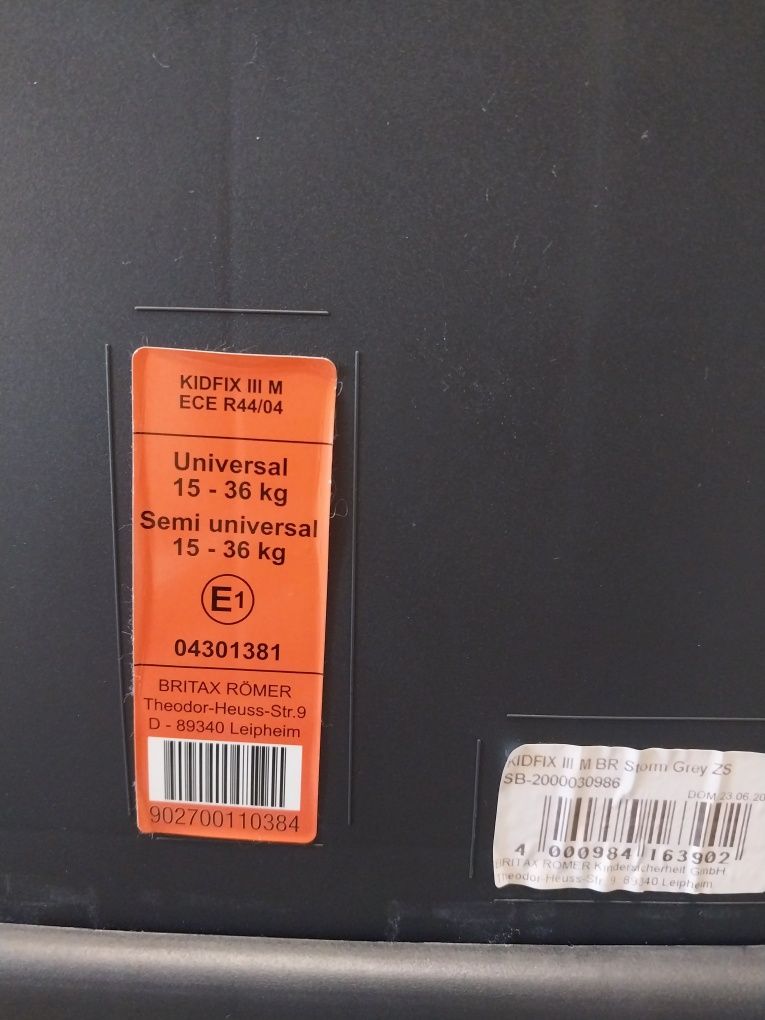 KIDFIX III M
ECE R44/04
Universal
15 - 36 kg
Semi universal
15 - 36 kg
E1
04301381
BRITAX RÖMER
Theodor-Heuss-Str.9
D - 89340 Leipheim
902700110384
KIDFIX III M BR Storm Grey ZS
SB-2000030986
DOM 23.06.20
4 000984 163902
BRITAX RÖMER Kindersicherheit GmbH
Theodor-Heuss-Str. 9 89340 Leipheim